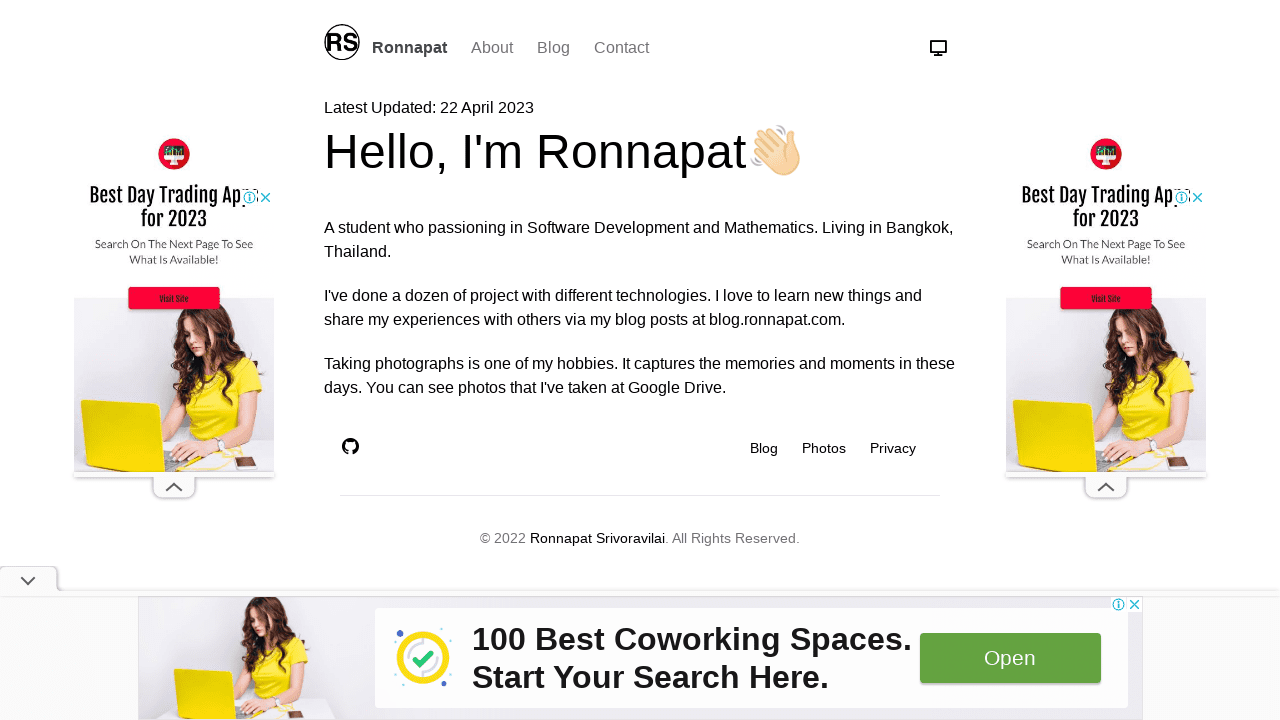 RS Ronnapat About Blog Contact
Latest Updated: 22 April 2023
Hello, I'm Ronnapat
A student who passioning in Software Development and Mathematics. Living in Bangkok,
Thailand.
I've done a dozen of project with different technologies. I love to learn new things and
share my experiences with others via my blog posts at blog.ronnapat.com.
Taking photographs is one of my hobbies. It captures the memories and moments in these
days. You can see photos that I've taken at Google Drive.
Blog Photos Privacy
© 2022 Ronnapat Srivoravilai. All Rights Reserved.
Best Day Trading App
for 2023
Search On The Next Page To See
What Is Available!
Visit Site
Best Day Trading App
for 2023
Search On The Next Page To See
What Is Available!
Visit Site
100 Best Coworking Spaces.
Start Your Search Here.
Open